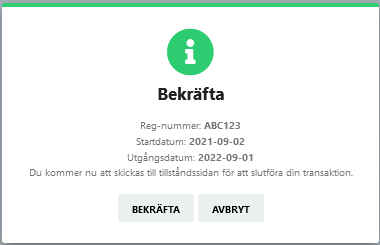 Bekräfta
Reg-nummer: ABC123
Startdatum: 2021-09-02
Utgångsdatum: 2022-09-01
Du kommer nu att skickas till tillståndssidan för att slutföra din transaktion.
BEKRÄFTA AVBRYT